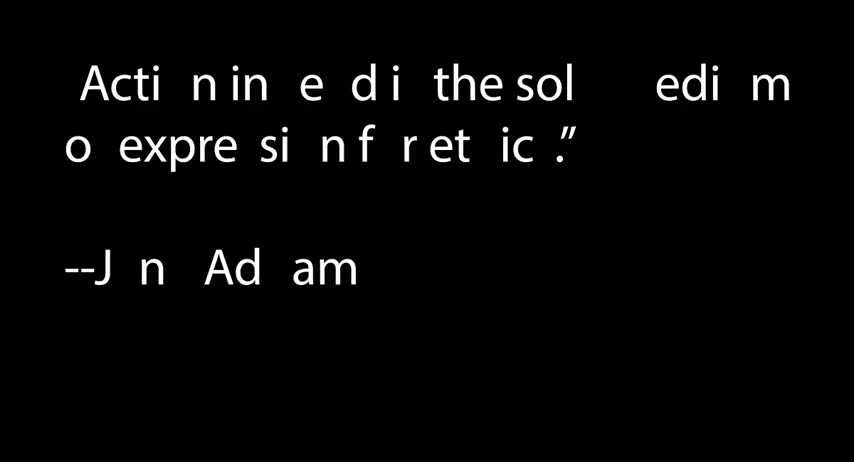 Acti n in e d i the sol edi m
o expre si n f r et ic .”
--J n Ad am